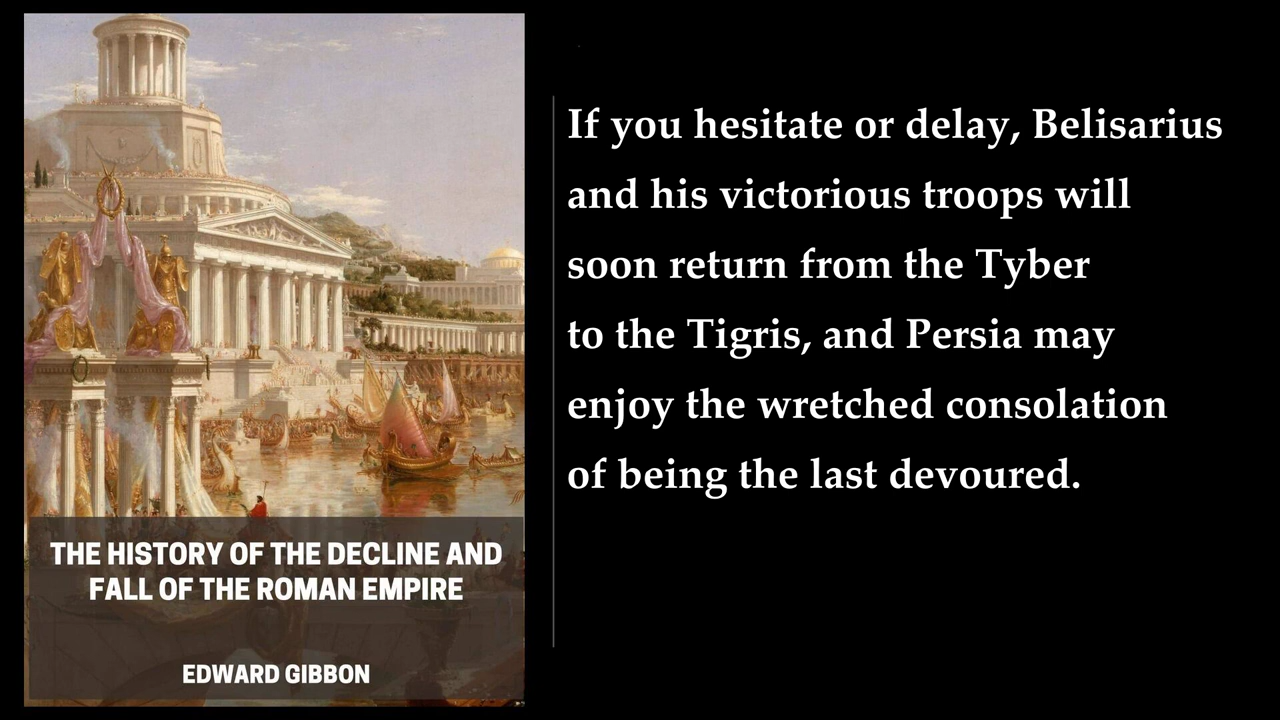 THE HISTORY OF THE DECLINE AND
FALL OF THE ROMAN EMPIRE
EDWARD GIBBON
If you hesitate or delay, Belisarius
and his victorious troops will
soon return from the Tyber
to the Tigris, and Persia may
enjoy the wretched consolation
of being the last devoured.